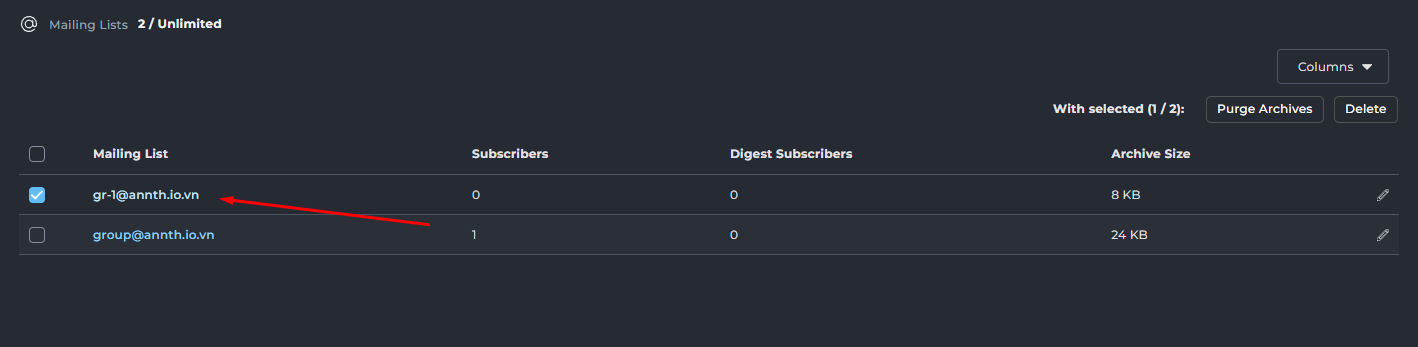 Mailing Lists 2 / Unlimited
Columns
With selected (1 / 2): Purge Archives Delete
Mailing List Subscribers Digest Subscribers Archive Size
gr-1@annth.io.vn 0 0 8 KB
group@annth.io.vn 1 0 24 KB